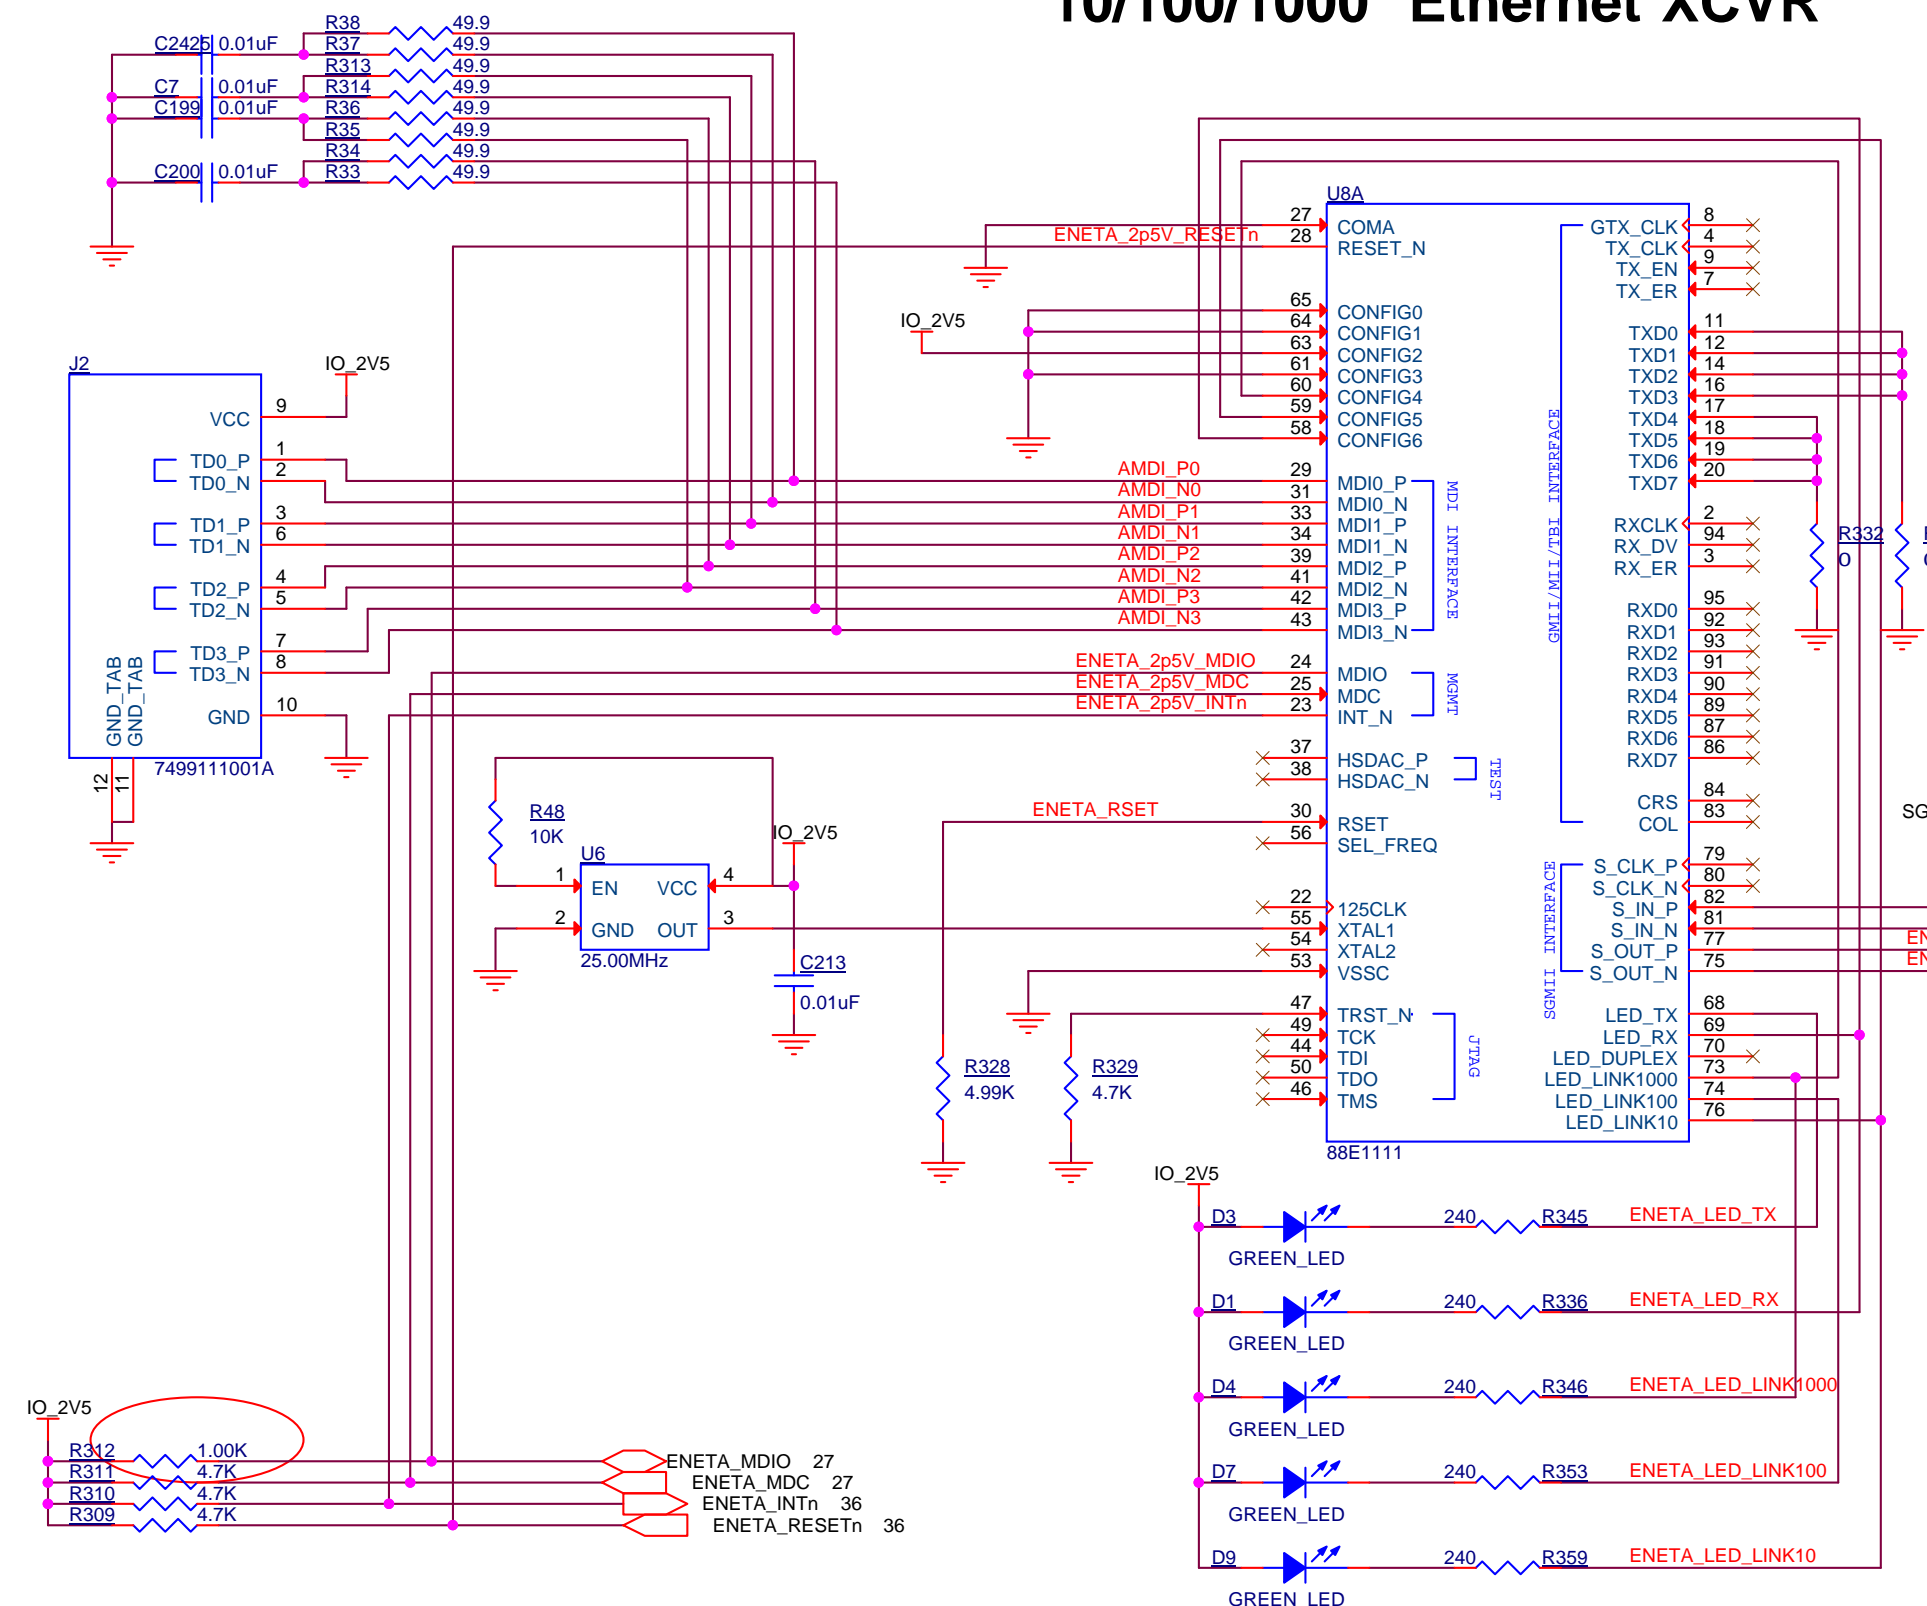 10/100/1000 Ethernet XCVR
C2425 0.01uF
C7 0.01uF
C199 0.01uF
C200 0.01uF
R38 49.9
R37 49.9
R313 49.9
R314 49.9
R36 49.9
R35 49.9
R34 49.9
R33 49.9
J2
IO_2V5
VCC 9
TD0_P 1
TD0_N 2
TD1_P 3
TD1_N 6
TD2_P 4
TD2_N 5
TD3_P 7
TD3_N 8
GND 10
GND_TAB 12
GND_TAB 11
7499111001A
ENETA_2p5V_RESETn
IO_2V5
AMDI_P0
AMDI_N0
AMDI_P1
AMDI_N1
AMDI_P2
AMDI_N2
AMDI_P3
AMDI_N3
ENETA_2p5V_MDIO
ENETA_2p5V_MDC
ENETA_2p5V_INTn
ENETA_RSET
R48
10K
IO_2V5
U6
1 EN VCC 4
2 GND OUT 3
25.00MHz
C213
0.01uF
R328
4.99K
R329
4.7K
U8A
27 COMA
28 RESET_N
65 CONFIG0
64 CONFIG1
63 CONFIG2
61 CONFIG3
60 CONFIG4
59 CONFIG5
58 CONFIG6
29 MDI0_P
31 MDI0_N
33 MDI1_P
34 MDI1_N
39 MDI2_P
41 MDI2_N
42 MDI3_P
43 MDI3_N
MDI INTERFACE
24 MDIO
25 MDC
23 INT_N
MGMT
37 HSDAC_P
38 HSDAC_N
TEST
30 RSET
56 SEL_FREQ
22 125CLK
55 XTAL1
54 XTAL2
53 VSSC
47 TRST_N
49 TCK
44 TDI
50 TDO
46 TMS
JTAG
GTX_CLK 8
TX_CLK 4
TX_EN 9
TX_ER 7
TXD0 11
TXD1 12
TXD2 14
TXD3 16
TXD4 17
TXD5 18
TXD6 19
TXD7 20
RXCLK 2
RX_DV 94
RX_ER 3
RXD0 95
RXD1 92
RXD2 93
RXD3 91
RXD4 90
RXD5 89
RXD6 87
RXD7 86
CRS 84
COL 83
GMII/MII/TBI INTERFACE
S_CLK_P 79
S_CLK_N 80
S_IN_P 82
S_IN_N 81
S_OUT_P 77
S_OUT_N 75
SGMII INTERFACE
LED_TX 68
LED_RX 69
LED_DUPLEX 70
LED_LINK1000 73
LED_LINK100 74
LED_LINK10 76
88E1111
R332
0
SG
EN
EN
IO_2V5
D3 240 R345 ENETA_LED_TX
GREEN_LED
D1 240 R336 ENETA_LED_RX
GREEN_LED
D4 240 R346 ENETA_LED_LINK1000
GREEN_LED
D7 240 R353 ENETA_LED_LINK100
GREEN_LED
D9 240 R359 ENETA_LED_LINK10
GREEN_LED
IO_2V5
R312 1.00K ENETA_MDIO 27
R311 4.7K ENETA_MDC 27
R310 4.7K ENETA_INTn 36
R309 4.7K ENETA_RESETn 36